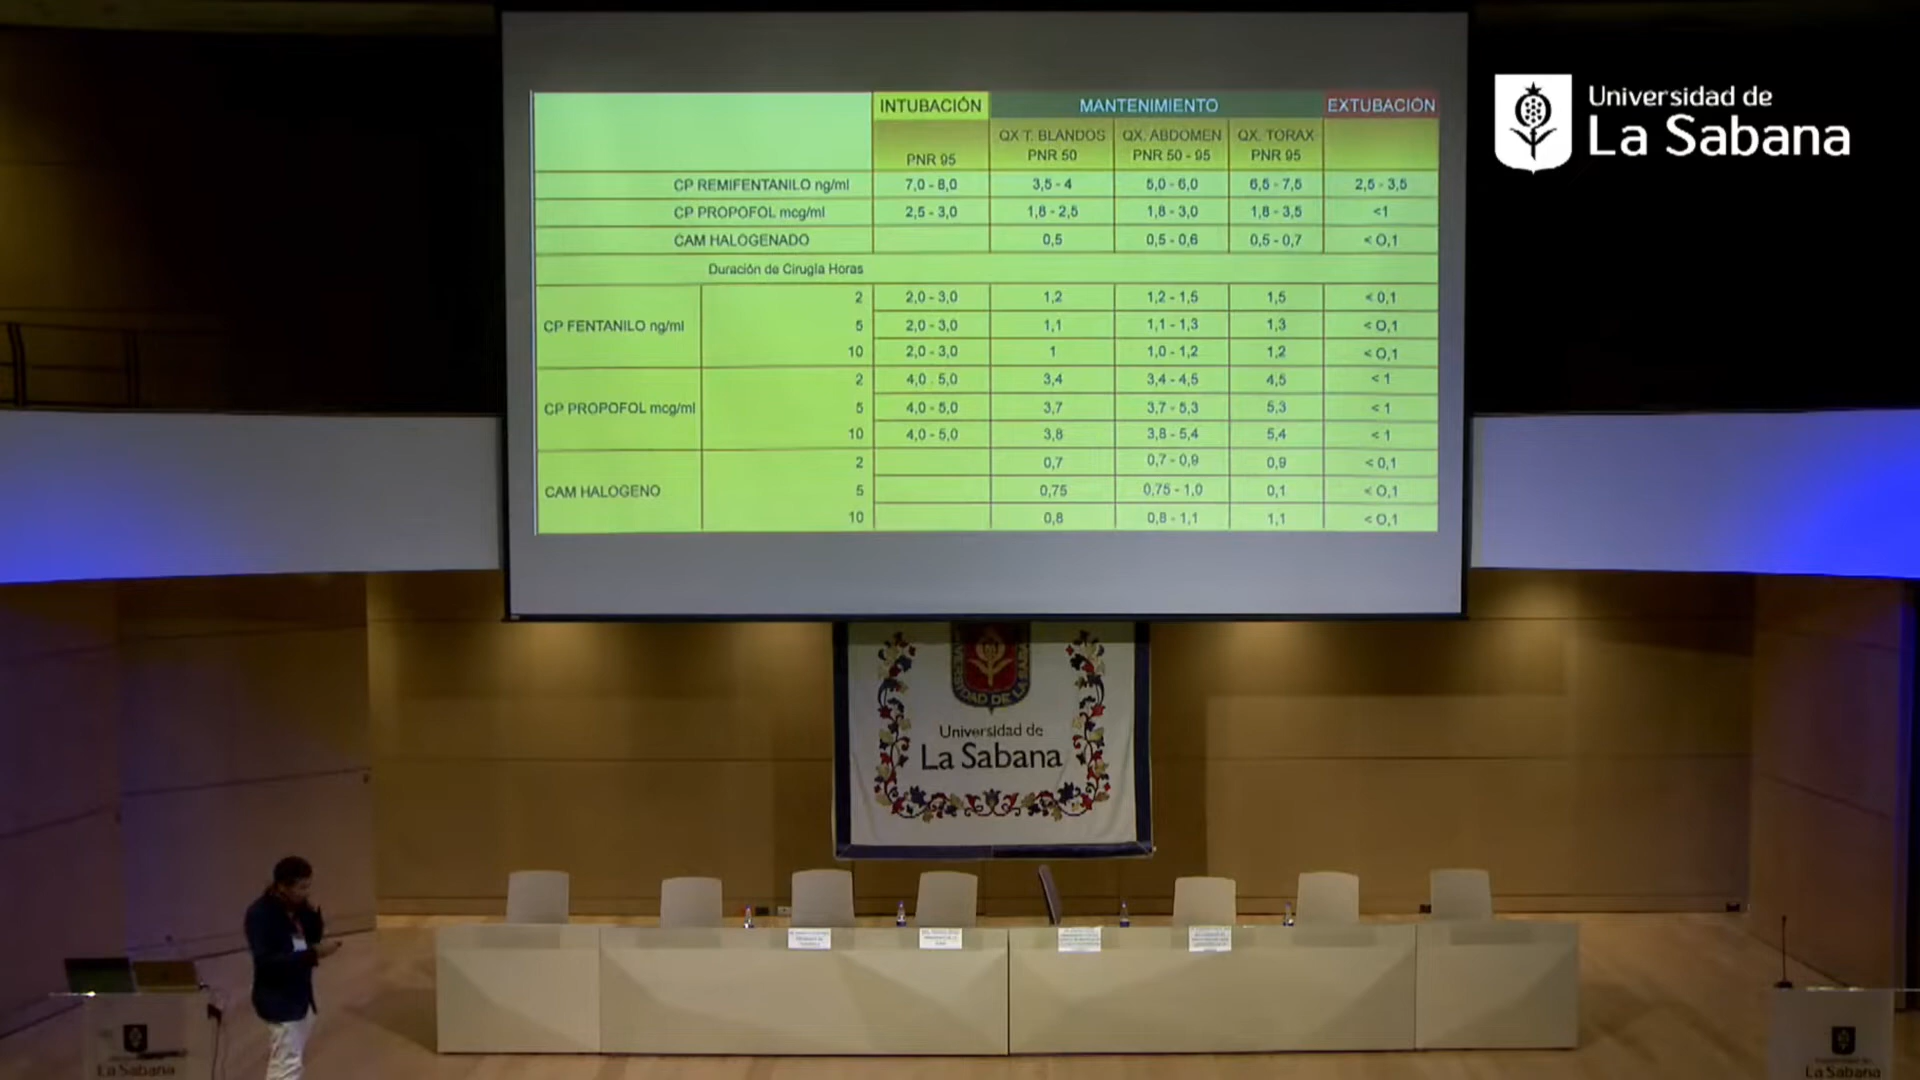 INTUBACIÓN MANTENIMIENTO EXTUBACIÓN
QX T. BLANDOS QX. ABDOMEN QX. TORAX
PNR 95 PNR 50 PNR 50 - 95 PNR 95
CP REMIFENTANILO ng/ml 7,0 - 8,0 3,5 - 4 5,0 - 6,0 6,5 - 7,5 2,5 - 3,5
CP PROPOFOL mcg/ml 2,5 - 3,0 1,8 - 2,5 1,8 - 3,0 1,8 - 3,5 <1
CAM HALOGENADO 0,5 0,5 - 0,6 0,5 - 0,7 < 0,1
Duración de Cirugía Horas
2 2,0 - 3,0 1,2 1,2 - 1,5 1,5 < 0,1
CP FENTANILO ng/ml 5 2,0 - 3,0 1,1 1,1 - 1,3 1,3 < 0,1
10 2,0 - 3,0 1 1,0 - 1,2 1,2 < 0,1
2 4,0 . 5,0 3,4 3,4 - 4,5 4,5 < 1
CP PROPOFOL mcg/ml 5 4,0 - 5,0 3,7 3,7 - 5,3 5,3 < 1
10 4,0 - 5,0 3,8 3,8 - 5,4 5,4 < 1
2 0,7 0,7 - 0,9 0,9 < 0,1
CAM HALOGENO 5 0,75 0,75 - 1,0 0,1 < 0,1
10 0,8 0,8 - 1,1 1,1 < 0,1
Universidad de
La Sabana
Universidad de
La Sabana
La Sabana
La Sabana